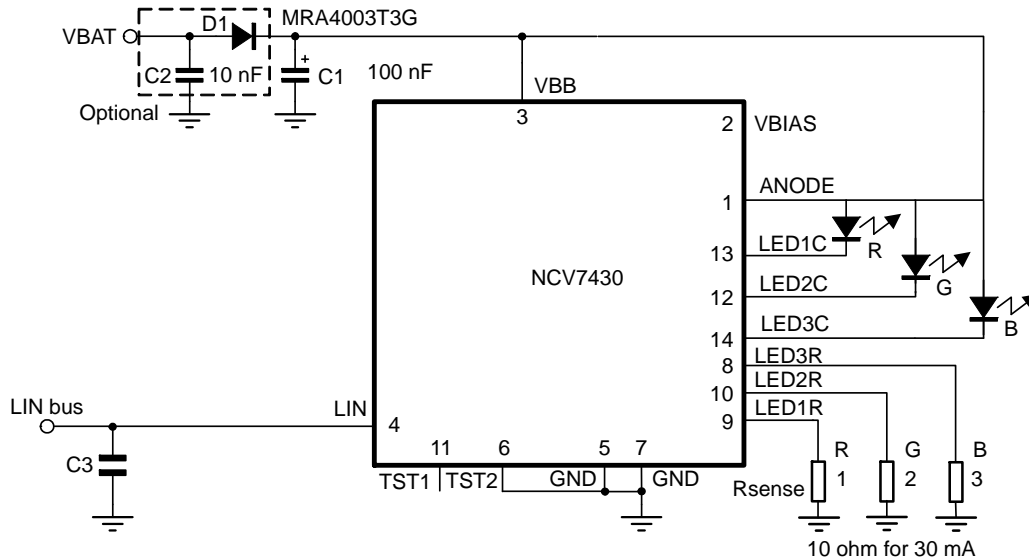 D1 MRA4003T3G
VBAT
C2 10 nF
+
C1 100 nF
Optional
VBB
3
2 VBIAS
ANODE
1
LED1C
13
R
NCV7430
LED2C
12
G
LED3C
14
B
LED3R
8
LED2R
10
LED1R
9
LIN bus
LIN
4
C3
11 6 5 7
TST1 TST2 GND GND
R G B
Rsense 1 2 3
10 ohm for 30 mA